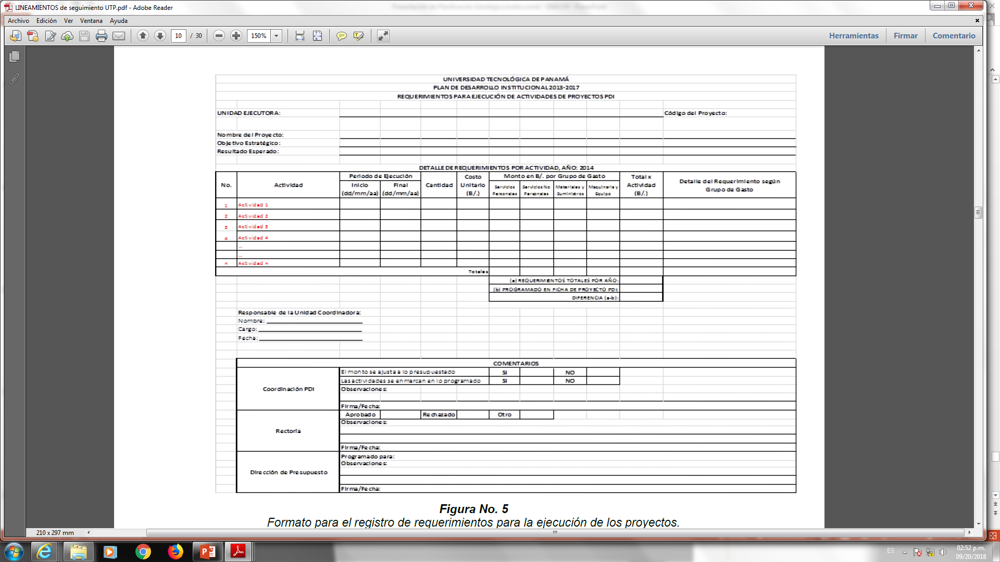 LINEAMIENTOS de seguimiento UTP.pdf - Adobe Reader
Archivo Edición Ver Ventana Ayuda
10 / 30 150% Herramientas Firmar Comentario
UNIVERSIDAD TECNOLÓGICA DE PANAMÁ
PLAN DE DESARROLLO INSTITUCIONAL 2013-2017
REQUERIMIENTOS PARA EJECUCIÓN DE ACTIVIDADES DE PROYECTOS PDI
UNIDAD EJECUTORA: Código del Proyecto:
Nombre del Proyecto:
Objetivo Estratégico:
Resultado Esperado:
DETALLE DE REQUERIMIENTOS POR ACTIVIDAD, AÑO: 2014
No. Actividad Periodo de Ejecución Cantidad Costo Unitario (B/.) Monto en B/. por Grupo de Gasto Total x Actividad (B/.) Detalle del Requerimiento según Grupo de Gasto
Inicio (dd/mm/aa) Final (dd/mm/aa) Servicios Personales Servicios No Personales Materiales y Suministros Maquinaria y Equipo
1 Actividad 1
2 Actividad 2
3 Actividad 3
4 Actividad 4
...
...
n Actividad n
Totales
(a) REQUERIMIENTOS TOTALES POR AÑO:
(b) PROGRAMADO EN FICHA DE PROYECTO PDI:
DIFERENCIA (a-b):
Responsable de la Unidad Coordinadora:
Nombre:
Cargo:
Fecha:
COMENTARIOS
Coordinación PDI
El monto se ajusta a lo presupuestado SI NO
Las actividades se enmarcan en lo programado SI NO
Observaciones:
Firma/Fecha:
Rectoría
Aprobado Rechazado Otro
Observaciones:
Firma/Fecha:
Dirección de Presupuesto
Programado para:
Observaciones:
Firma/Fecha:
Figura No. 5
Formato para el registro de requerimientos para la ejecución de los proyectos.
210 x 297 mm
ES
02:52 p.m.
09/20/2018